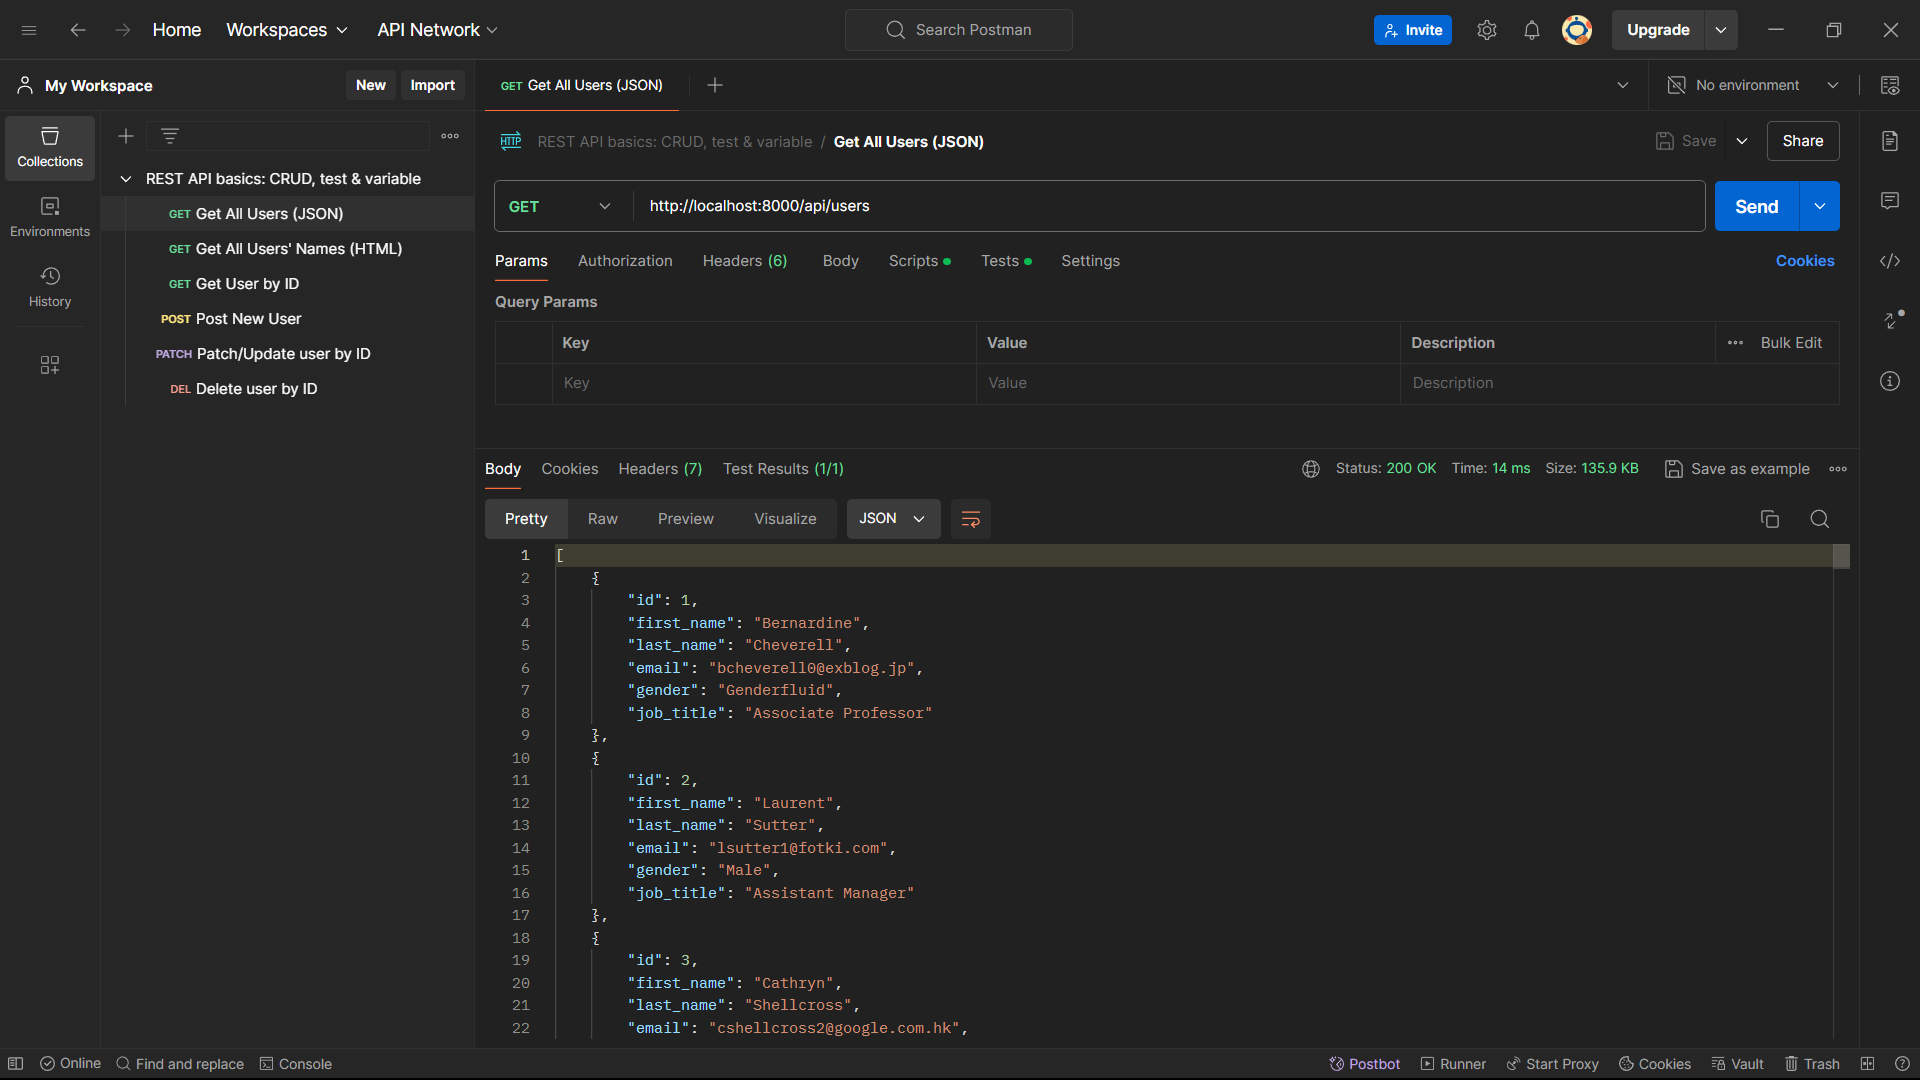 Home Workspaces API Network Search Postman Invite Upgrade
My Workspace New Import GET Get All Users (JSON) No environment
Collections
Environments
History
REST API basics: CRUD, test & variable
GET Get All Users (JSON)
GET Get All Users' Names (HTML)
GET Get User by ID
POST Post New User
PATCH Patch/Update user by ID
DEL Delete user by ID
HTTP REST API basics: CRUD, test & variable / Get All Users (JSON) Save Share
GET http://localhost:8000/api/users Send
Params Authorization Headers (6) Body Scripts Tests Settings Cookies
Query Params
Key Value Description Bulk Edit
Key Value Description
Body Cookies Headers (7) Test Results (1/1) Status: 200 OK Time: 14 ms Size: 135.9 KB Save as example
Pretty Raw Preview Visualize JSON
1 [
2 {
3 "id": 1,
4 "first_name": "Bernardine",
5 "last_name": "Cheverell",
6 "email": "bcheverell0@exblog.jp",
7 "gender": "Genderfluid",
8 "job_title": "Associate Professor"
9 },
10 {
11 "id": 2,
12 "first_name": "Laurent",
13 "last_name": "Sutter",
14 "email": "lsutter1@fotki.com",
15 "gender": "Male",
16 "job_title": "Assistant Manager"
17 },
18 {
19 "id": 3,
20 "first_name": "Cathryn",
21 "last_name": "Shellcross",
22 "email": "cshellcross2@google.com.hk",
Online Find and replace Console Postbot Runner Start Proxy Cookies Vault Trash